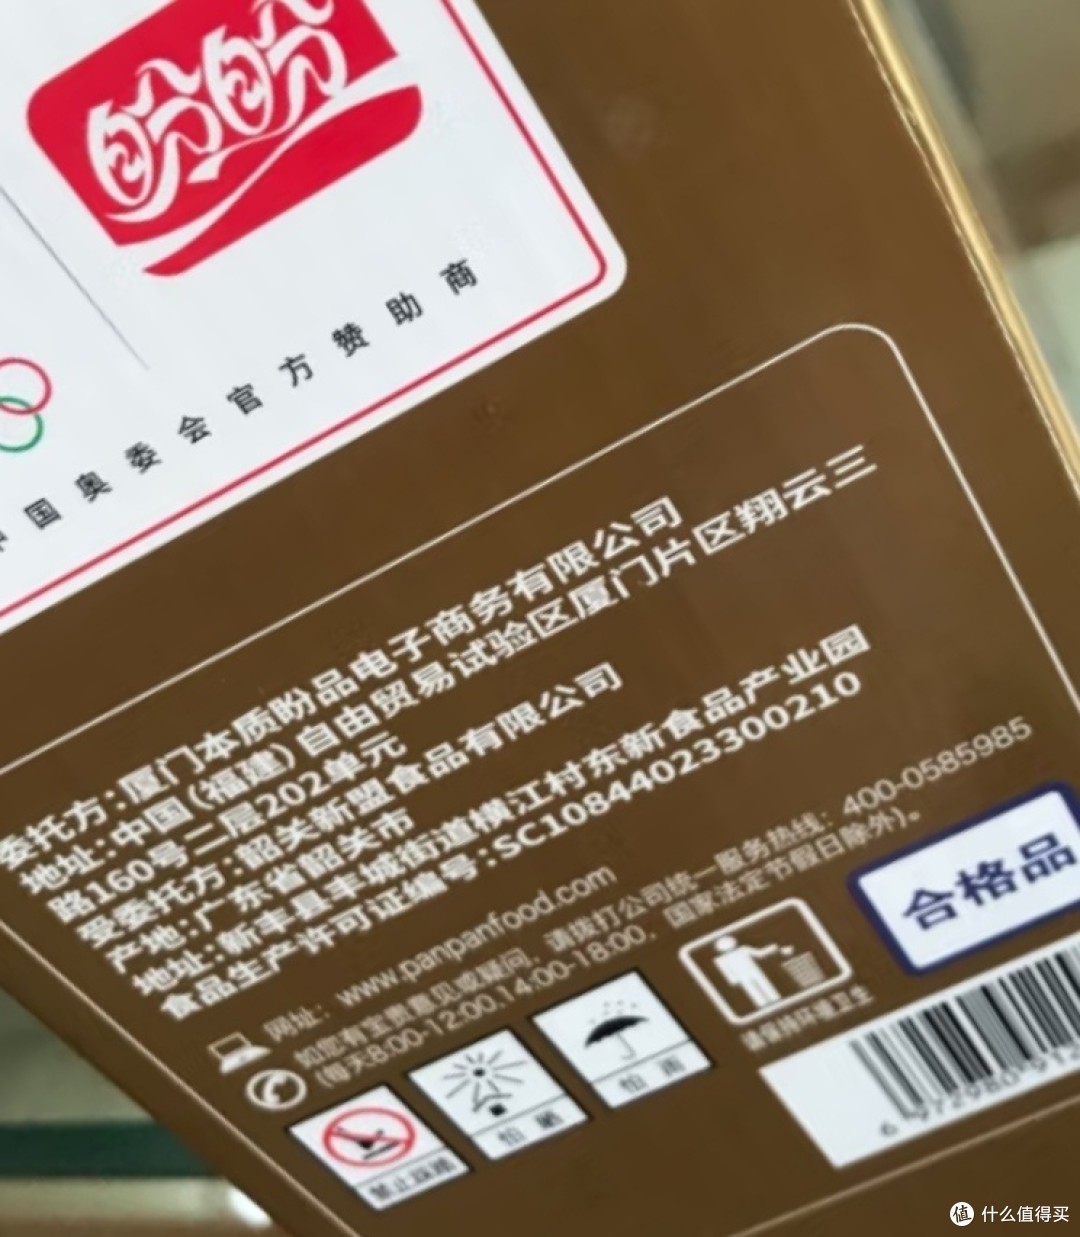 盼盼
中国奥委会官方赞助商
委托方：厦门本质盼品电子商务有限公司
地址：中国（福建）自由贸易试验区厦门片区翔云三
路160号二层202单元
受委托方：韶关新盟食品有限公司
产地：广东省韶关市
地址：新丰县丰城街道横江村东新食品产业园
食品生产许可证编号：SC10844023300210
网址：www.panpanfood.com
如您有宝贵意见或疑问，请拨打公司统一服务热线：400-0585985
(每天8:00-12:00,14:00-18:00，国家法定节假日除外)。
禁止踩踏
怕晒
怕雨
请保持环境卫生
合格品
6 972980 912
值 什么值得买